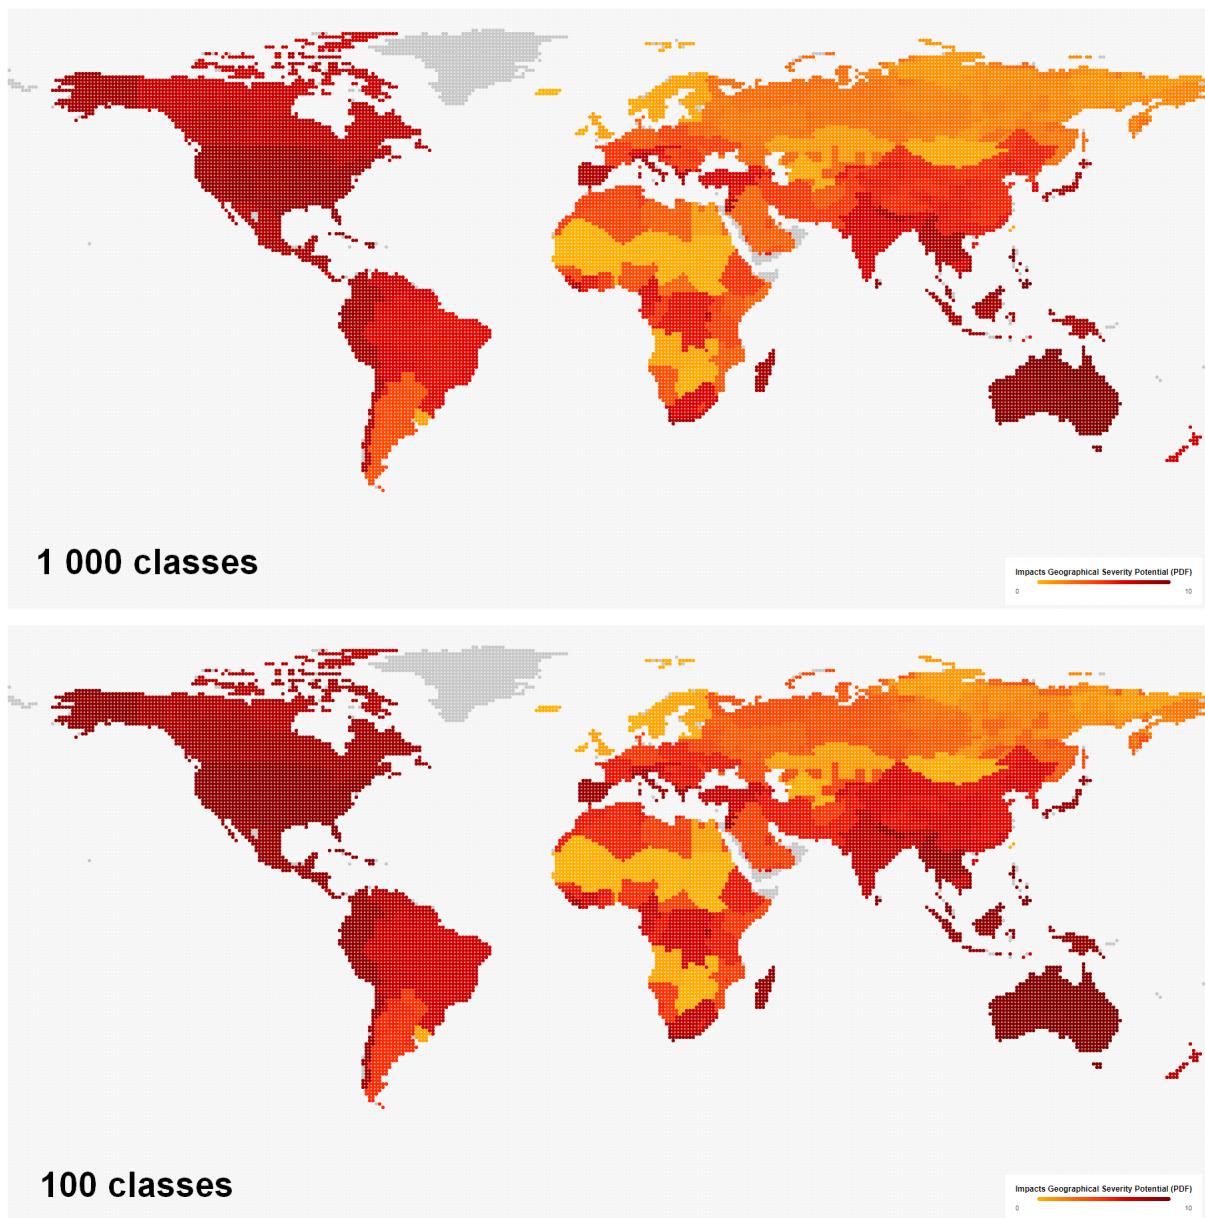 1 000 classes
Impacts Geographical Severity Potential (PDF)
0 10
100 classes
Impacts Geographical Severity Potential (PDF)
0 10